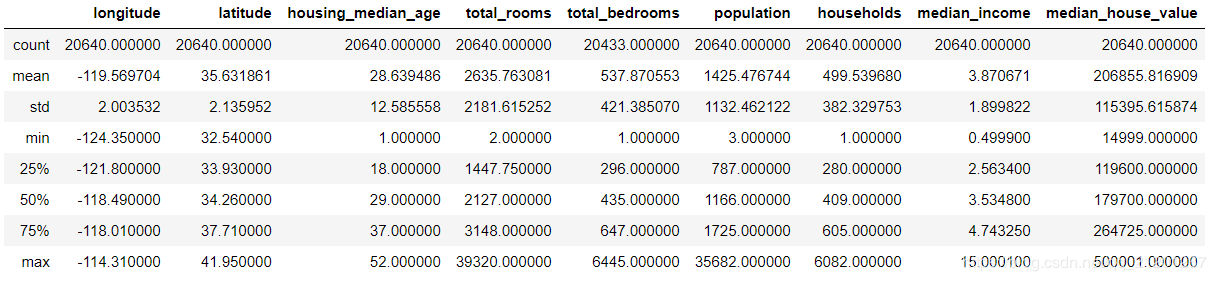 longitude latitude housing_median_age total_rooms total_bedrooms population households median_income median_house_value
count 20640.000000 20640.000000 20640.000000 20640.000000 20433.000000 20640.000000 20640.000000 20640.000000 20640.000000
mean -119.569704 35.631861 28.639486 2635.763081 537.870553 1425.476744 499.539680 3.870671 206855.816909
std 2.003532 2.135952 12.585558 2181.615252 421.385070 1132.462122 382.329753 1.899822 115395.615874
min -124.350000 32.540000 1.000000 2.000000 1.000000 3.000000 1.000000 0.499900 14999.000000
25% -121.800000 33.930000 18.000000 1447.750000 296.000000 787.000000 280.000000 2.563400 119600.000000
50% -118.490000 34.260000 29.000000 2127.000000 435.000000 1166.000000 409.000000 3.534800 179700.000000
75% -118.010000 37.710000 37.000000 3148.000000 647.000000 1725.000000 605.000000 4.743250 264725.000000
max -114.310000 41.950000 52.000000 39320.000000 6445.000000 35682.000000 6082.000000 15.000100 500001.000000